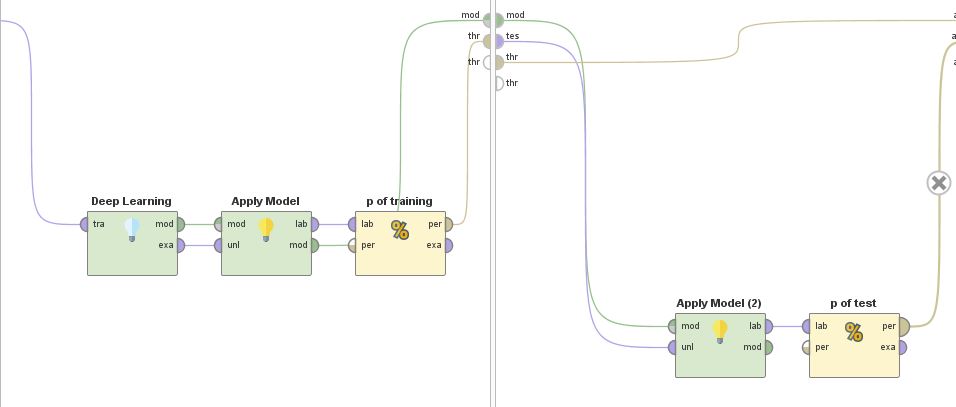 mod
thr
thr
Deep Learning
tra
mod
exa
Apply Model
mod
unl
lab
mod
p of training
lab
per
%
per
exa
mod
tes
thr
thr
a
a
a
Apply Model (2)
mod
unl
lab
mod
p of test
lab
per
%
per
exa